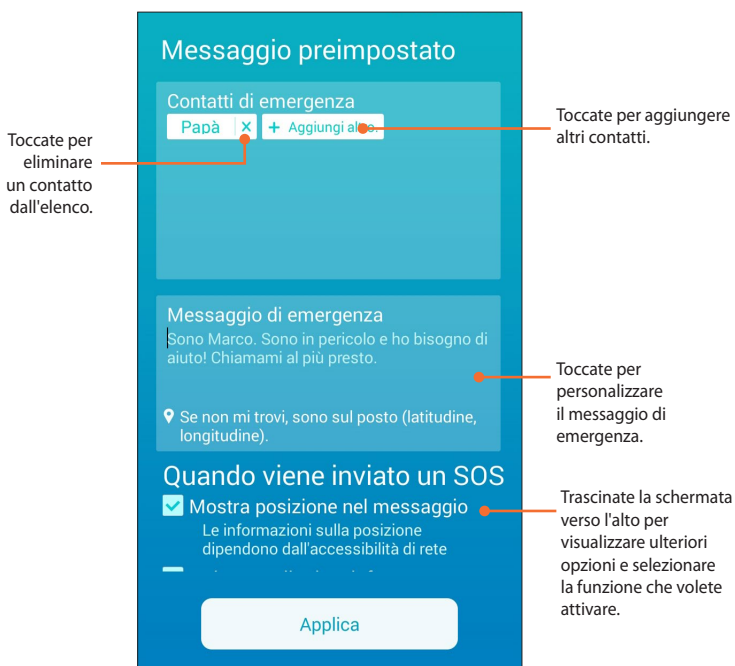 Messaggio preimpostato
Contatti di emergenza
Papà
Aggiungi
Toccate per
eliminare
un contatto
dall'elenco.
Toccate per aggiungere
altri contatti.
Messaggio di emergenza
Sono Marco. Sono in pericolo e ho bisogno di
aiuto! Chiamami al più presto.
Se non mi trovi, sono sul posto (latitudine,
longitudine).
Toccate per
personalizzare
il messaggio di
emergenza.
Quando viene inviato un SOS
Mostra posizione nel messaggio
Le informazioni sulla posizione
dipendono dall'accessibilità di rete
Trascinate la schermata
verso l'alto per
visualizzare ulteriori
opzioni e selezionare
la funzione che volete
attivare.
Applica